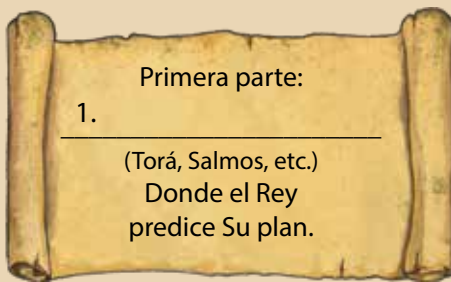 Primera parte:
1.
(Torá, Salmos, etc.)
Donde el Rey
predice Su plan.